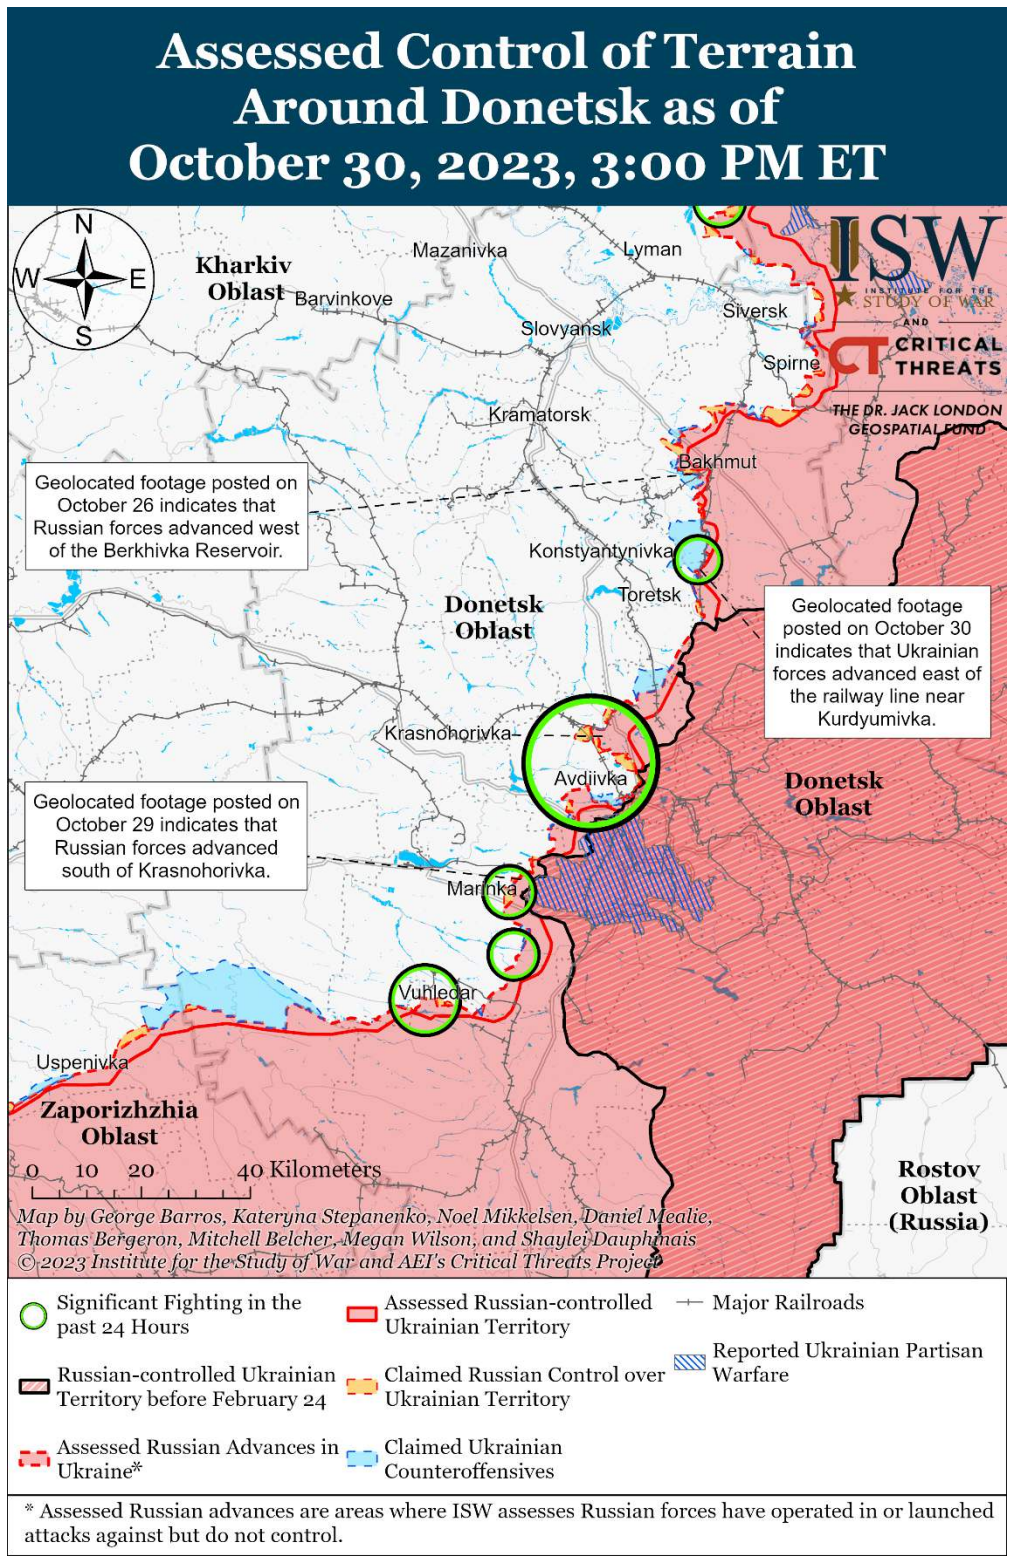 Assessed Control of Terrain
Around Donetsk as of
October 30, 2023, 3:00 PM ET
N
W
E
S
Kharkiv
Oblast
Mazanivka
Lyman
Barvinkove
Slovyansk
Siversk
Spirne
Kramatorsk
Bakhmut
ISW
INSTITUTE FOR THE
STUDY OF WAR
AND
CT CRITICAL
THREATS
THE DR. JACK LONDON
GEOSPATIAL FUND
Geolocated footage posted on
October 26 indicates that
Russian forces advanced west
of the Berkhivka Reservoir.
Konstyantynivka
Toretsk
Donetsk
Oblast
Geolocated footage
posted on October 30
indicates that Ukrainian
forces advanced east of
the railway line near
Kurdyumivka.
Krasnohorivka
Avdiivka
Donetsk
Oblast
Geolocated footage posted on
October 29 indicates that
Russian forces advanced
south of Krasnohorivka.
Marinka
Vuhledar
Uspenivka
Zaporizhzhia
Oblast
Rostov
Oblast
(Russia)
0 10 20 40 Kilometers
Map by George Barros, Kateryna Stepanenko, Noel Mikkelsen, Daniel Mealie,
Thomas Bergeron, Mitchell Belcher, Megan Wilson, and Shaylei Dauphinais
© 2023 Institute for the Study of War and AEI's Critical Threats Project
Significant Fighting in the
past 24 Hours
Russian-controlled Ukrainian
Territory before February 24
Assessed Russian Advances in
Ukraine*
Assessed Russian-controlled
Ukrainian Territory
Claimed Russian Control over
Ukrainian Territory
Claimed Ukrainian
Counteroffensives
Major Railroads
Reported Ukrainian Partisan
Warfare
* Assessed Russian advances are areas where ISW assesses Russian forces have operated in or launched
attacks against but do not control.